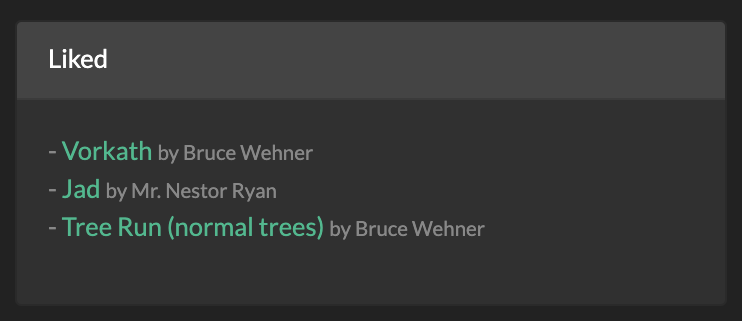 Liked
- Vorkath by Bruce Wehner
- Jad by Mr. Nestor Ryan
- Tree Run (normal trees) by Bruce Wehner